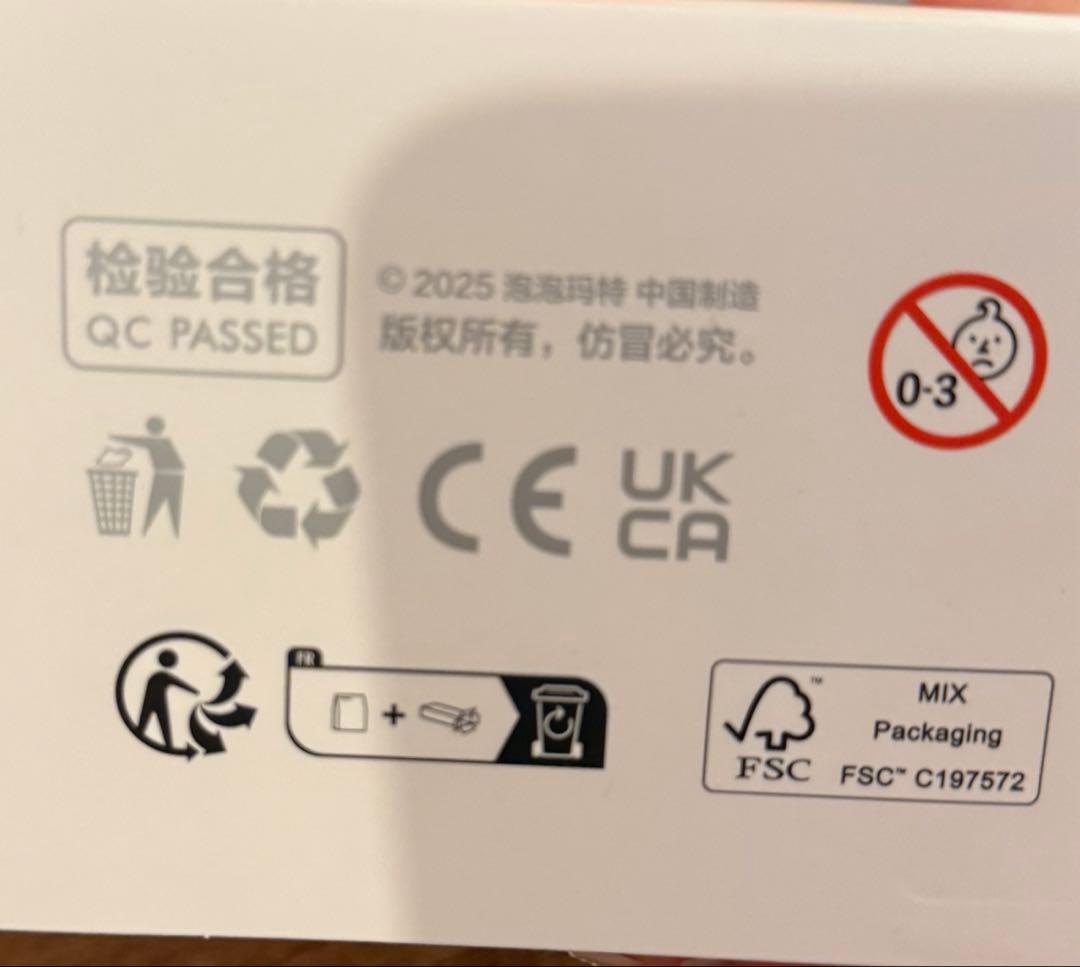 检验合格
QC PASSED
© 2025 泡泡玛特 中国制造
版权所有，仿冒必究。
0-3
CE
UK
CA
FR
+
FSC
™
MIX
Packaging
FSC™ C197572